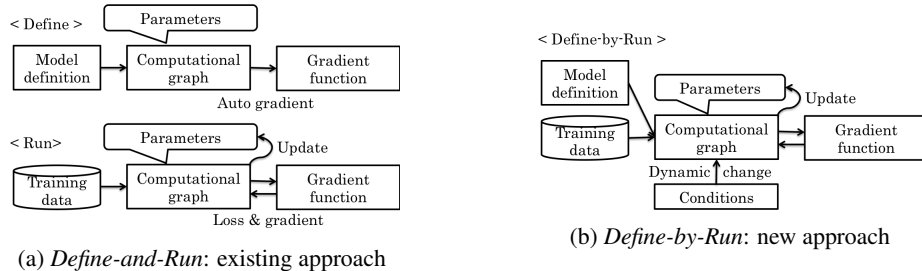 < Define >
Parameters
Model
definition
Computational
graph
Gradient
function
Auto gradient
< Run>
Parameters
Update
Training
data
Computational
graph
Gradient
function
Loss & gradient
(a) Define-and-Run: existing approach
< Define-by-Run >
Model
definition
Parameters
Update
Training
data
Computational
graph
Gradient
function
Dynamic change
Conditions
(b) Define-by-Run: new approach